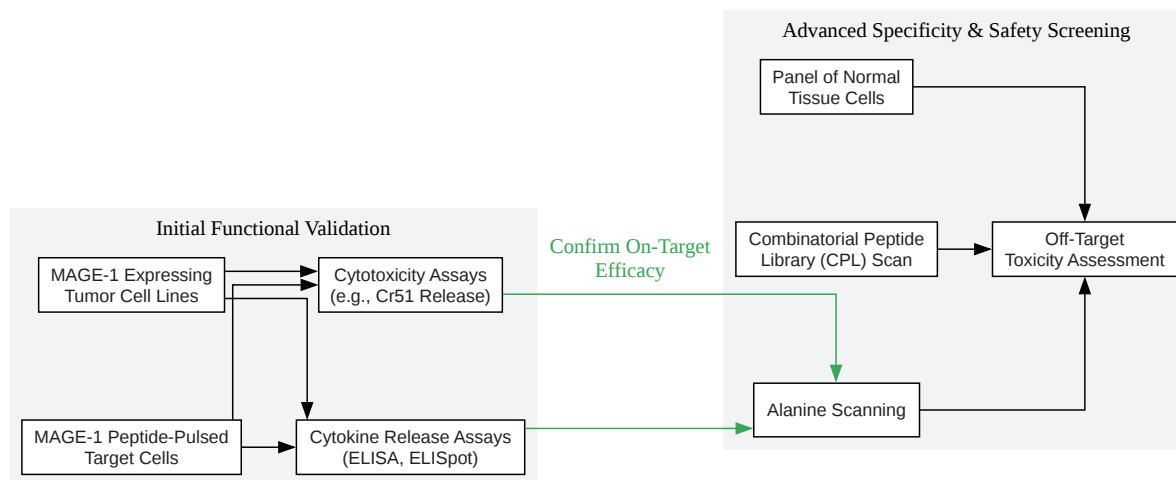 Advanced Specificity & Safety Screening
Panel of Normal
Tissue Cells
Initial Functional Validation
Confirm On-Target
Efficacy
Combinatorial Peptide
Library (CPL) Scan
Off-Target
Toxicity Assessment
MAGE-1 Expressing
Tumor Cell Lines
Cytotoxicity Assays
(e.g., Cr51 Release)
Alanine Scanning
MAGE-1 Peptide-Pulsed
Target Cells
Cytokine Release Assays
(ELISA, ELISpot)